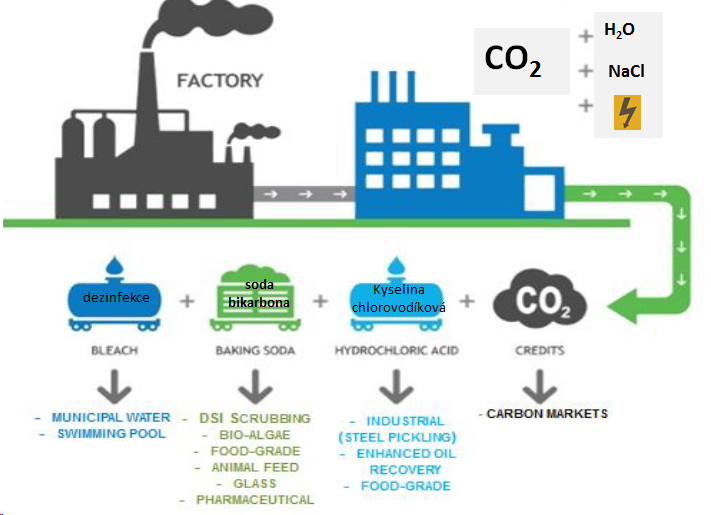 FACTORY
CO₂
+ H₂O
+ NaCl
+
dezinfekce
+
soda
bikarbona
+
Kyselina
chlorovodíková
+
CO₂
BLEACH
BAKING SODA
HYDROCHLORIC ACID
CREDITS
- MUNICIPAL WATER
- SWIMMING POOL
- DSI SCRUBBING
- BIO-ALGAE
- FOOD-GRADE
- ANIMAL FEED
- GLASS
- PHARMACEUTICAL
- INDUSTRIAL
(STEEL PICKLING)
- ENHANCED OIL
RECOVERY
- FOOD-GRADE
- CARBON MARKETS